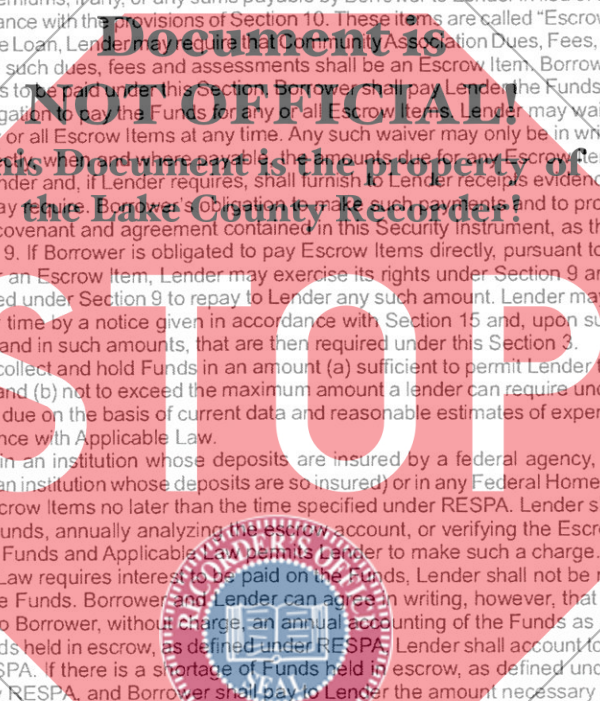 emiums, if any, or any sums payable by Borrower to Lender in lieu of
ance with the provisions of Section 10. These items are called "Escrow
Document is
e Loan, Lender may require that Community Association Dues, Fees,
such dues, fees and assessments shall be an Escrow Item. Borrow
s to be paid under this Section, Borrower shall pay Lender the Funds
NOT OFFICIAL!
gation to pay the Funds for any or all Escrow Items. Lender may wai
or all Escrow Items at any time. Any such waiver may only be in wri
ctly, when and where payable, the amounts due for any Escrow Ite
his Document is the property of
nder and, if Lender requires, shall furnish to Lender receipts evidenc
ay require. Borrower's obligation to make such payments and to pro
the Lake County Recorder!
covenant and agreement contained in this Security Instrument, as th
9. If Borrower is obligated to pay Escrow Items directly, pursuant to
an Escrow Item, Lender may exercise its rights under Section 9 an
ed under Section 9 to repay to Lender any such amount. Lender may
time by a notice given in accordance with Section 15 and, upon su
and in such amounts, that are then required under this Section 3.
STOP
collect and hold Funds in an amount (a) sufficient to permit Lender t
and (b) not to exceed the maximum amount a lender can require und
due on the basis of current data and reasonable estimates of expen
nce with Applicable Law.
in an institution whose deposits are insured by a federal agency,
an institution whose deposits are so insured) or in any Federal Home
crow Items no later than the time specified under RESPA. Lender s
unds, annually analyzing the escrow account, or verifying the Escro
Funds and Applicable Law permits Lender to make such a charge.
Law requires interest to be paid on the Funds, Lender shall not be r
e Funds. Borrower and Lender can agree in writing, however, that
o Borrower, without charge, an annual accounting of the Funds as
RECORDER'S OFFICE
ds held in escrow, as defined under RESPA, Lender shall account to
SPA. If there is a shortage of Funds held in escrow, as defined und
SEAL
RESPA, and Borrower shall pay to Lender the amount necessary